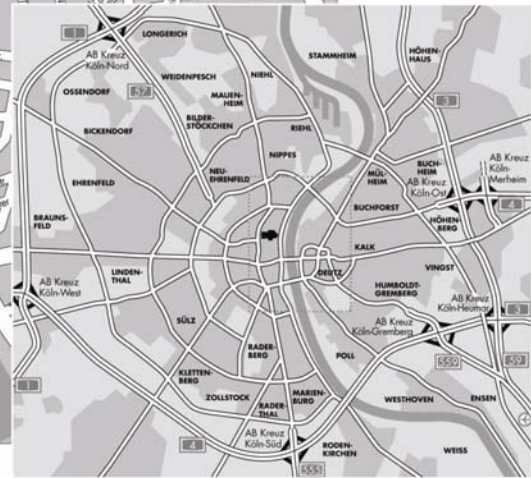 1
LONGERICH
AB Kreuz
Köln-Nord
STAMMHEIM
HÖHEN-
HAUS
NIEHL
WEIDENPESCH
57
OSSENDORF
MAUEN-
HEIM
3
BILDER-
STÖCKCHEN
BICKENDORF
RIEHL
NIPPES
BUCH-
HEIM
AB Kreuz
Köln-
Merheim
MÜL-
HEIM
NEU-
EHRENFELD
EHRENFELD
AB Kreuz
Köln-Ost
4
BUCHFORST
HÖHEN-
BERG
BRAUNS-
FELD
KALK
VINGST
LINDEN-
THAL
DEUTZ
AB Kreuz
Köln-West
HUMBOLDT-
GREMBERG
AB Kreuz
Köln-Heumar
3
SÜLZ
AB Kreuz
Köln-Gremberg
RADER-
BERG
POLL
559
59
KLETTEN-
BERG
1
ZOLLSTOCK
RADER-
THAL
MARIEN-
BURG
WESTHOVEN
ENSEN
4
AB Kreuz
Köln-Süd
RODEN-
KIRCHEN
WEISS
555